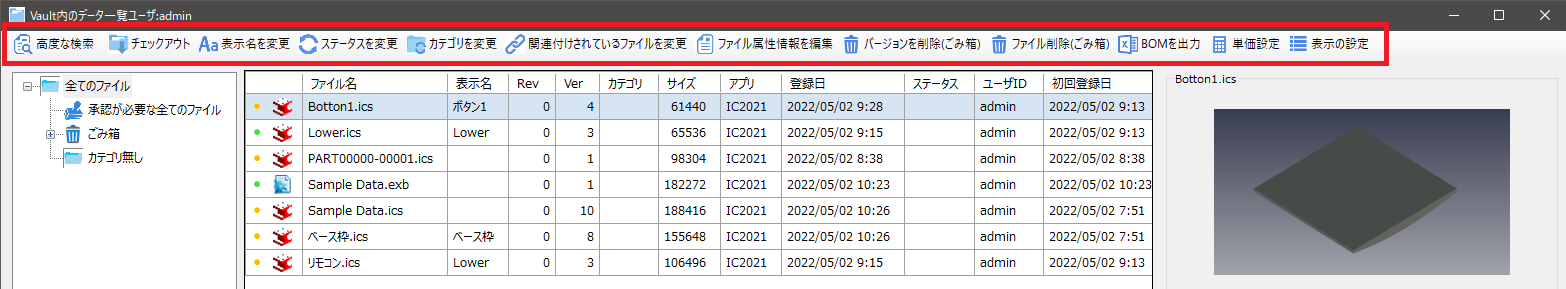 Vault内のデータ一覧ユーザ:admin
高度な検索 チェックアウト Aa 表示名を変更 ステータスを変更 カテゴリを変更 関連付けされているファイルを変更 ファイル属性情報を編集 バージョンを削除(ごみ箱) ファイル削除(ごみ箱) BOMを出力 単価設定 表示の設定
全てのファイル
承認が必要な全てのファイル
ごみ箱
カテゴリ無し
ファイル名 表示名 Rev Ver カテゴリ サイズ アプリ 登録日 ステータス ユーザID 初回登録日
Botton1.ics ボタン1 0 4 61440 IC2021 2022/05/02 9:28 admin 2022/05/02 9:13
Lower.ics Lower 0 3 65536 IC2021 2022/05/02 9:15 admin 2022/05/02 9:13
PART00000-00001.ics 0 1 98304 IC2021 2022/05/02 8:38 admin 2022/05/02 8:38
Sample Data.exb 0 1 182272 IC2021 2022/05/02 10:23 admin 2022/05/02 10:23
Sample Data.ics 0 10 188416 IC2021 2022/05/02 10:26 admin 2022/05/02 7:51
ベース枠.ics ベース枠 0 8 155648 IC2021 2022/05/02 10:26 admin 2022/05/02 7:51
リモコン.ics Lower 0 3 106496 IC2021 2022/05/02 9:15 admin 2022/05/02 9:13
Botton1.ics